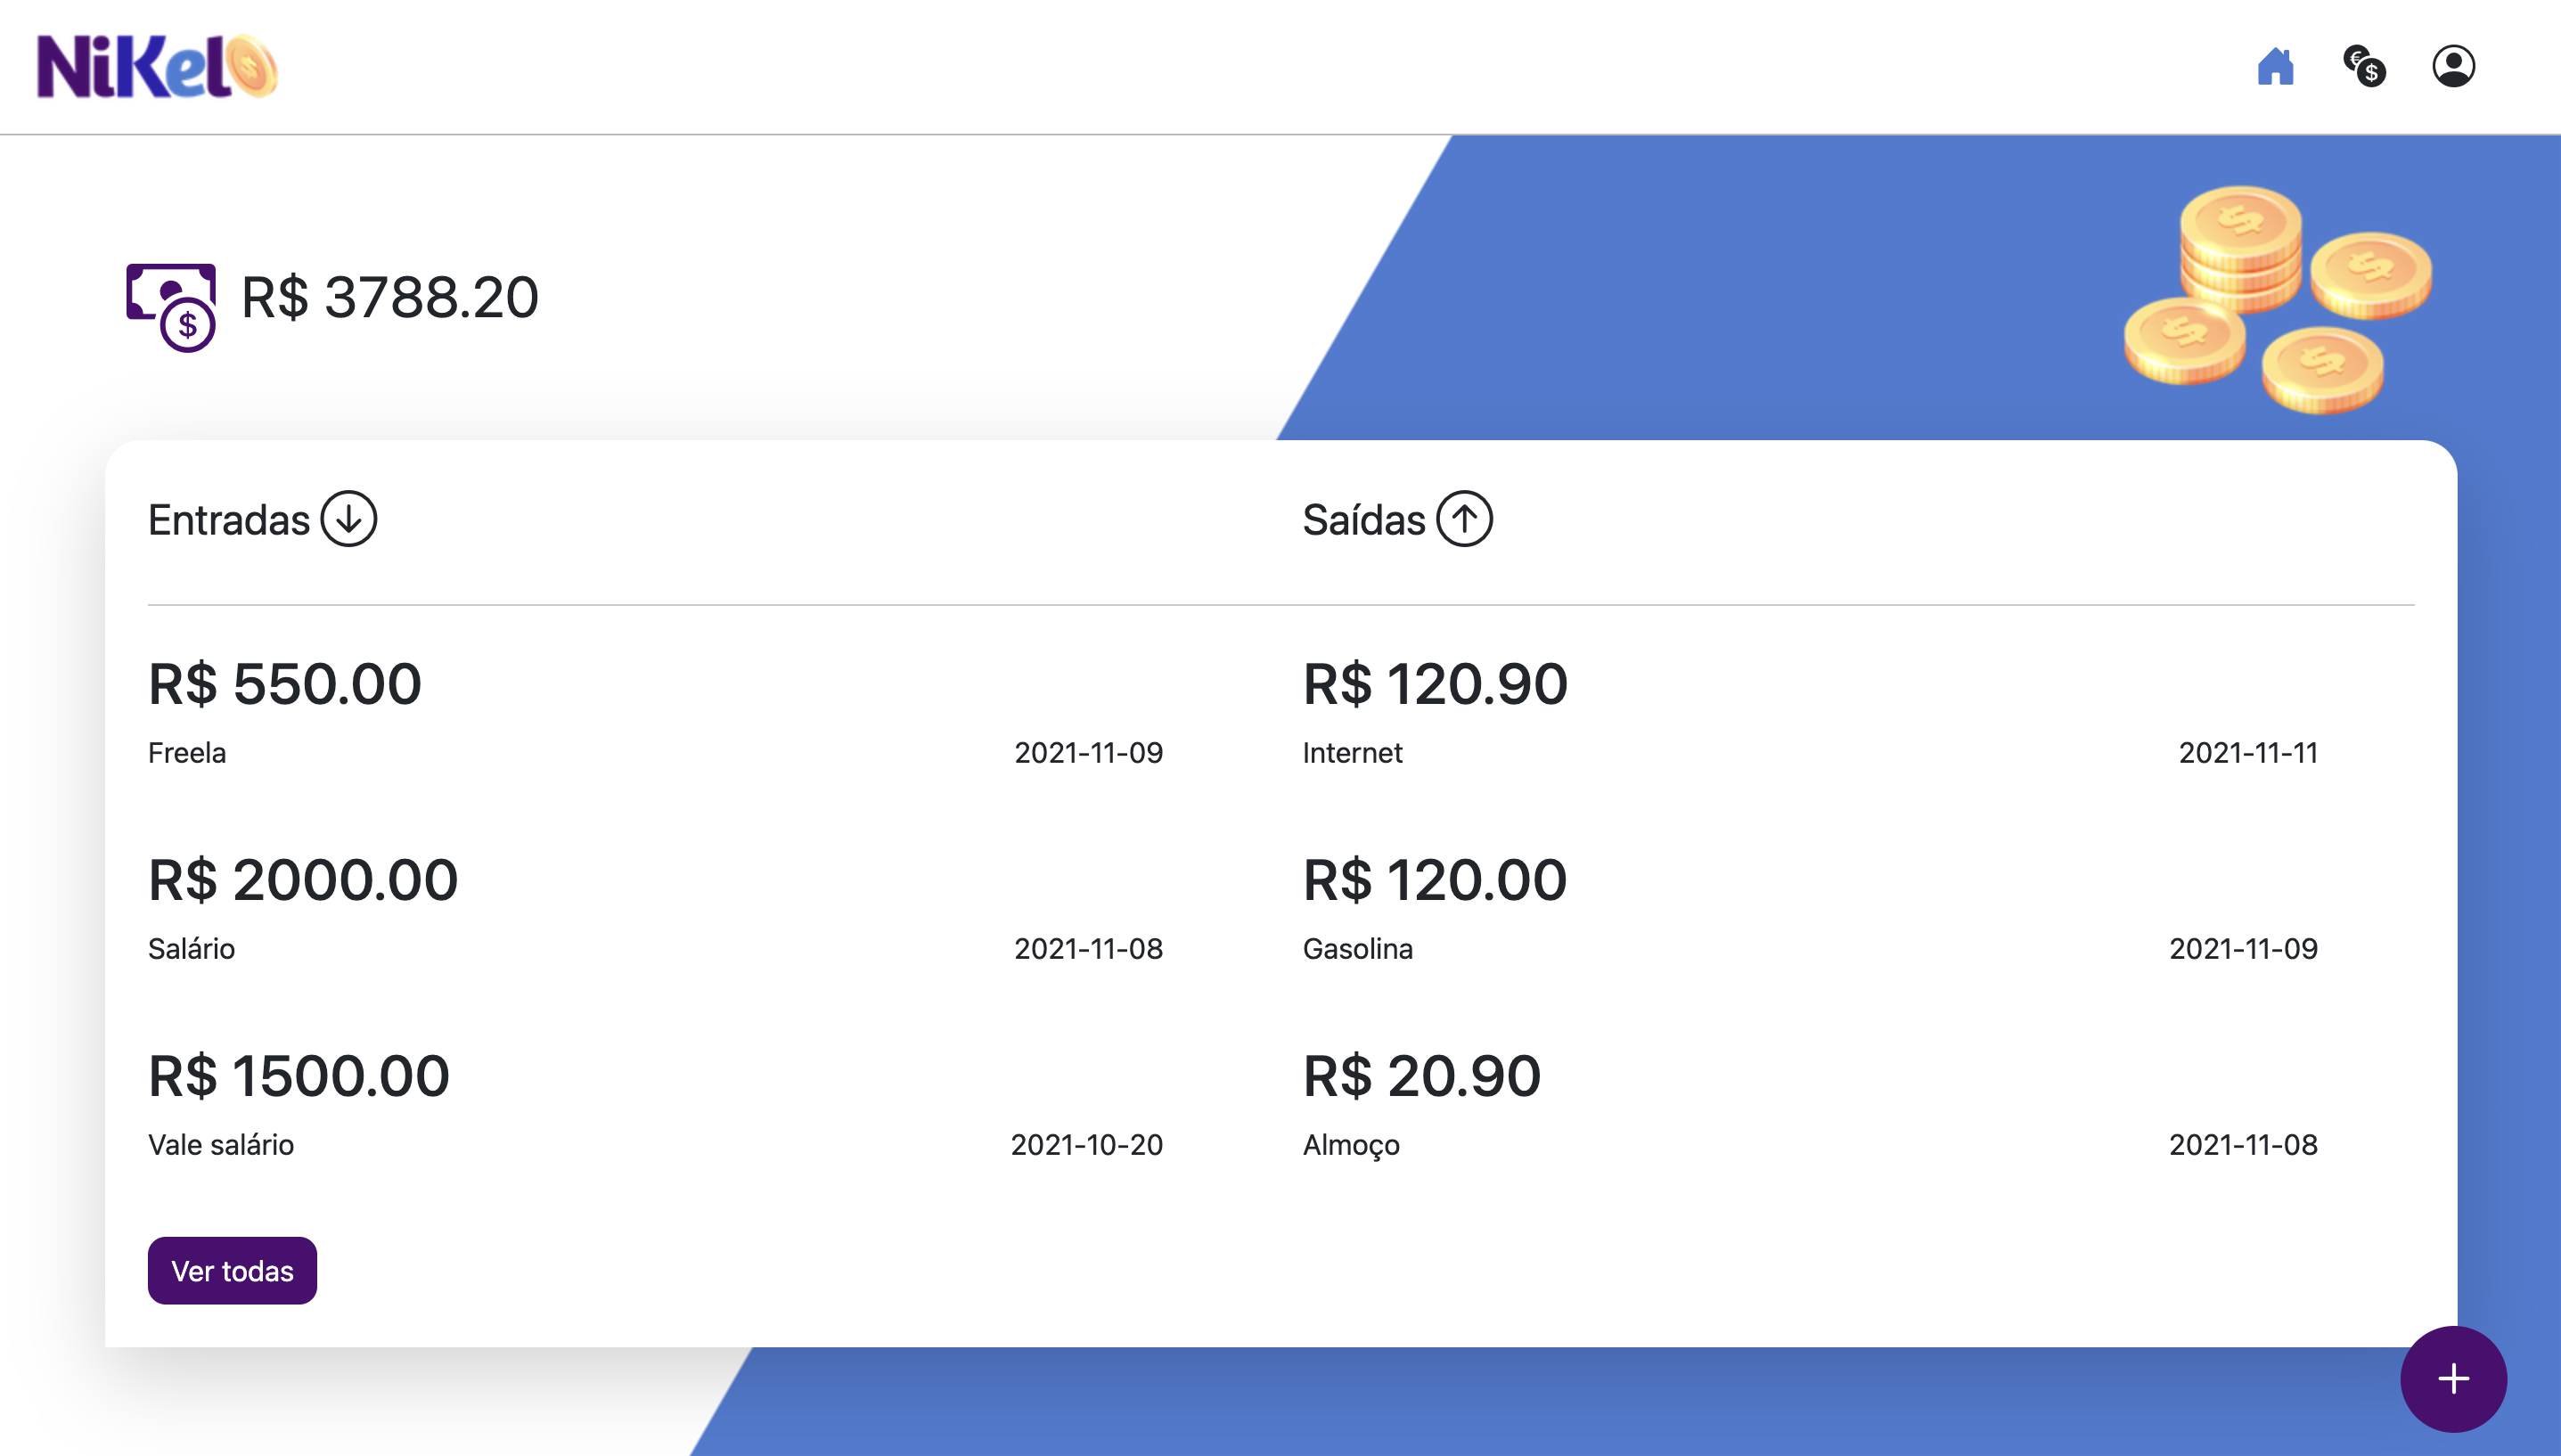 NiKel
R$ 3788.20
Entradas
Saídas
R$ 550.00
Freela 2021-11-09
R$ 120.90
Internet 2021-11-11
R$ 2000.00
Salário 2021-11-08
R$ 120.00
Gasolina 2021-11-09
R$ 1500.00
Vale salário 2021-10-20
R$ 20.90
Almoço 2021-11-08
Ver todas
+